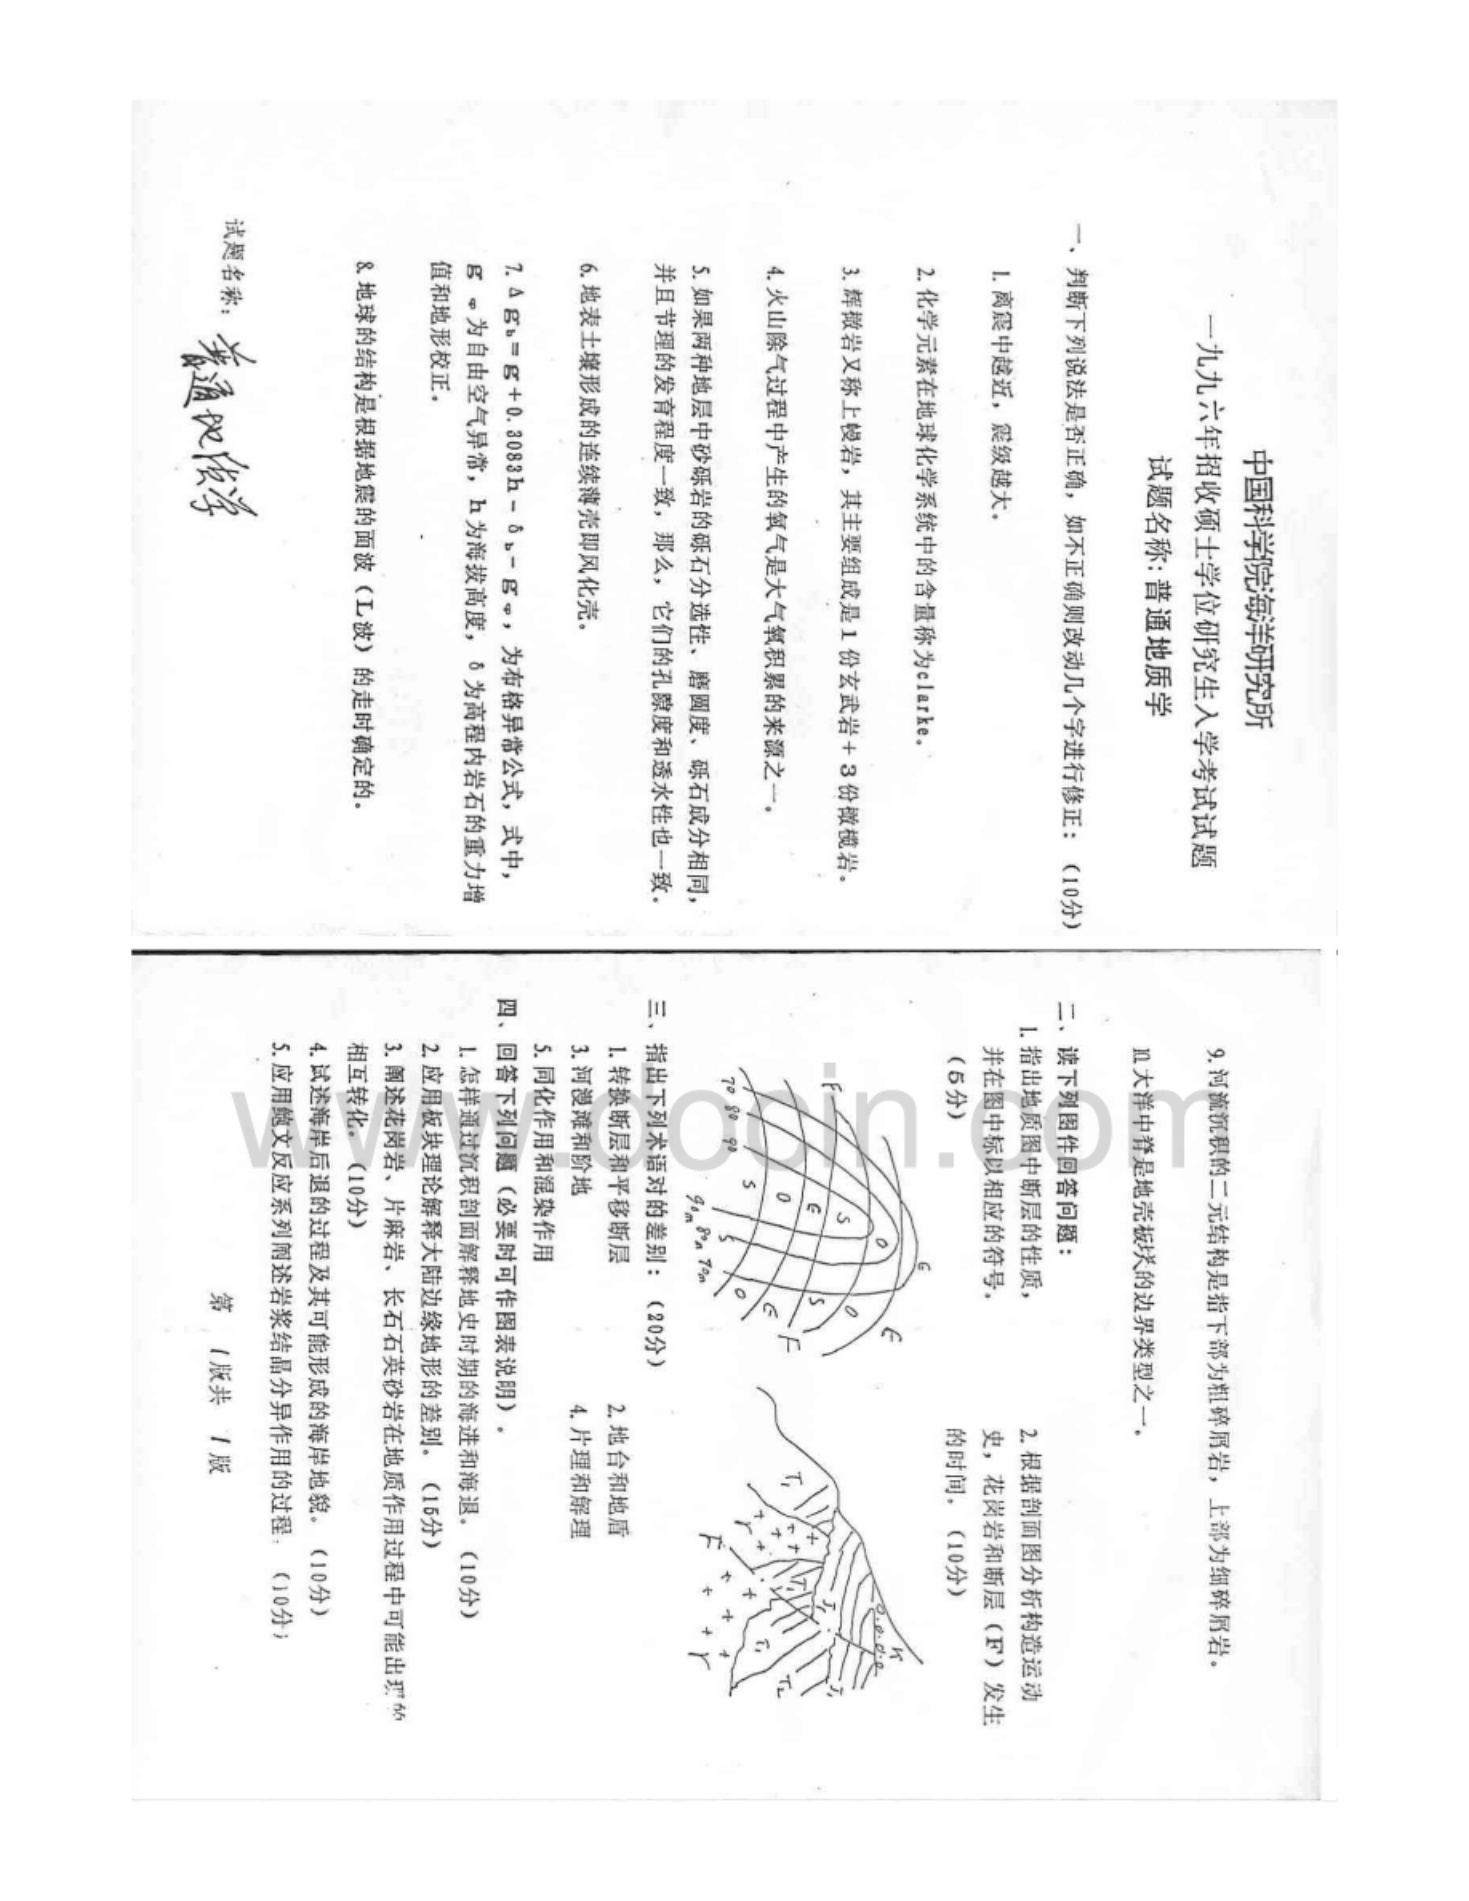 中国科学院海洋研究所
一九九六年招收硕士学位研究生入学考试试题
试题名称:普通地质学
一、判断下列说法是否正确，如不正确则改动几个字进行修正：（10分）
1.离震中越近，震级越大。
2.化学元素在地球化学系统中的含量称为clarke。
3.辉橄岩又称上幔岩，其主要组成是1份玄武岩+3份橄榄岩。
4.火山除气过程中产生的氧气是大气氧积累的来源之一。
5.如果两种地层中砂砾岩的砾石分选性、磨圆度、砾石成分相同，
并且节理的发育程度一致，那么，它们的孔隙度和透水性也一致.
6.地表土壤形成的连续薄壳即风化壳。
7.Δgь=g+0.3083h-δь-gφ，为布格异常公式，式中，
gφ为自由空气异常，h为海拔高度，δ为高程内岩石的重力增
值和地形校正。
8.地球的结构是根据地震的面波（L波）的走时确定的。
试题名称：普通地质学
9.河流沉积的二元结构是指下部为粗碎屑岩，上部为细碎屑岩。
10.大洋中脊是地壳板块的边界类型之一.
二、读下列图件回答问题：
1.指出地质图中断层的性质，
并在图中标以相应的符号.
（5分）
2.根据剖面图分析构造运动
史，花岗岩和断层（F）发生
的时间.（10分）
F
Є
Є
S
O
S
O
Є
S
O
70 80 90
90m 80m 70m
S
O
Є
F
K
T₁
J₁
T₁
T₂
F
γ
三、指出下列术语对的差别：（20分）
1.转换断层和平移断层
2.地台和地盾
3.河漫滩和阶地
4.片理和解理
5.同化作用和混染作用
四、回答下列问题（必要时可作图表说明）.
1.怎样通过沉积剖面解释地史时期的海进和海退。（10分）
2.应用板块理论解释大陆边缘地形的差别。（15分）
3.阐述花岗岩、片麻岩、长石石英砂岩在地质作用过程中可能出现的
相互转化。（10分）
4.试述海岸后退的过程及其可能形成的海岸地貌。（10分）
5.应用鲍文反应系列阐述岩浆结晶分异作用的过程.（10分）
第 1版共 1版
www.docin.com